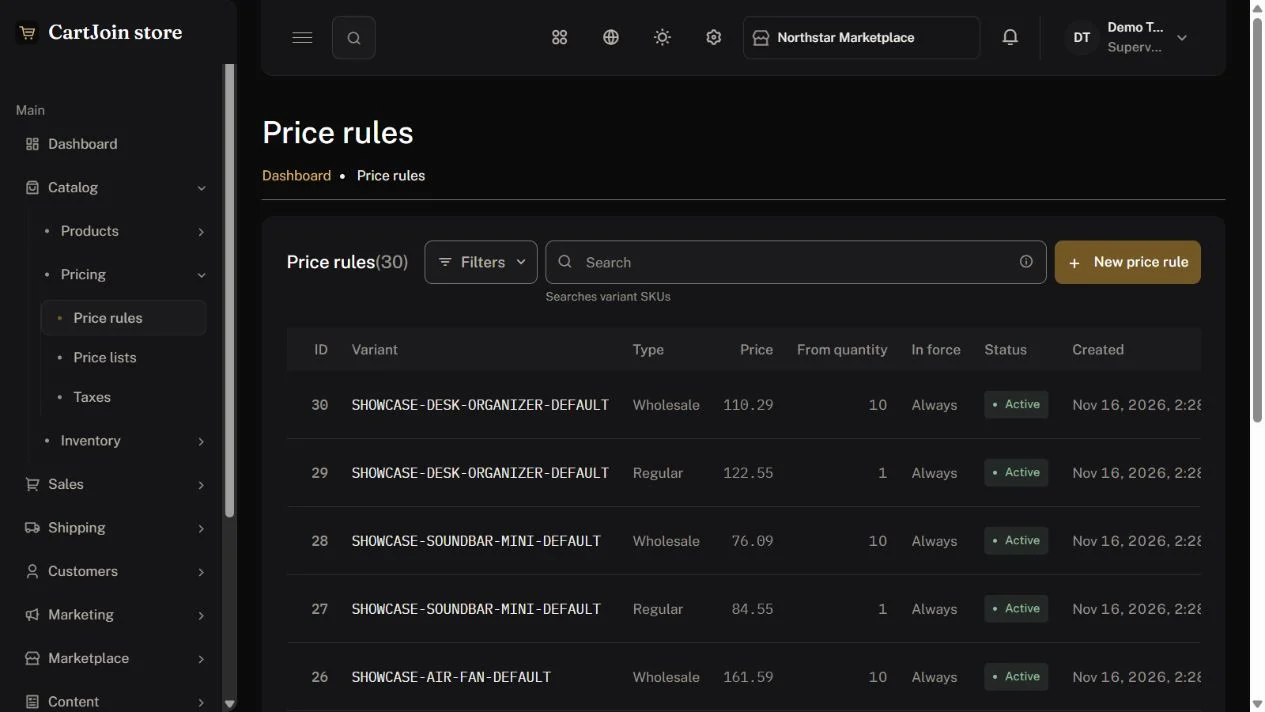 CartJoin store
Northstar Marketplace
DT
Demo T...
Superv...
Main
Dashboard
Catalog
Products
Pricing
Price rules
Price lists
Taxes
Inventory
Sales
Shipping
Customers
Marketing
Marketplace
Content
Price rules
Dashboard • Price rules
Price rules(30)
Filters
Search
New price rule
Searches variant SKUs
ID Variant Type Price From quantity In force Status Created
30 SHOWCASE-DESK-ORGANIZER-DEFAULT Wholesale 110.29 10 Always • Active Nov 16, 2026, 2:28
29 SHOWCASE-DESK-ORGANIZER-DEFAULT Regular 122.55 1 Always • Active Nov 16, 2026, 2:28
28 SHOWCASE-SOUNDBAR-MINI-DEFAULT Wholesale 76.09 10 Always • Active Nov 16, 2026, 2:28
27 SHOWCASE-SOUNDBAR-MINI-DEFAULT Regular 84.55 1 Always • Active Nov 16, 2026, 2:28
26 SHOWCASE-AIR-FAN-DEFAULT Wholesale 161.59 10 Always • Active Nov 16, 2026, 2:28